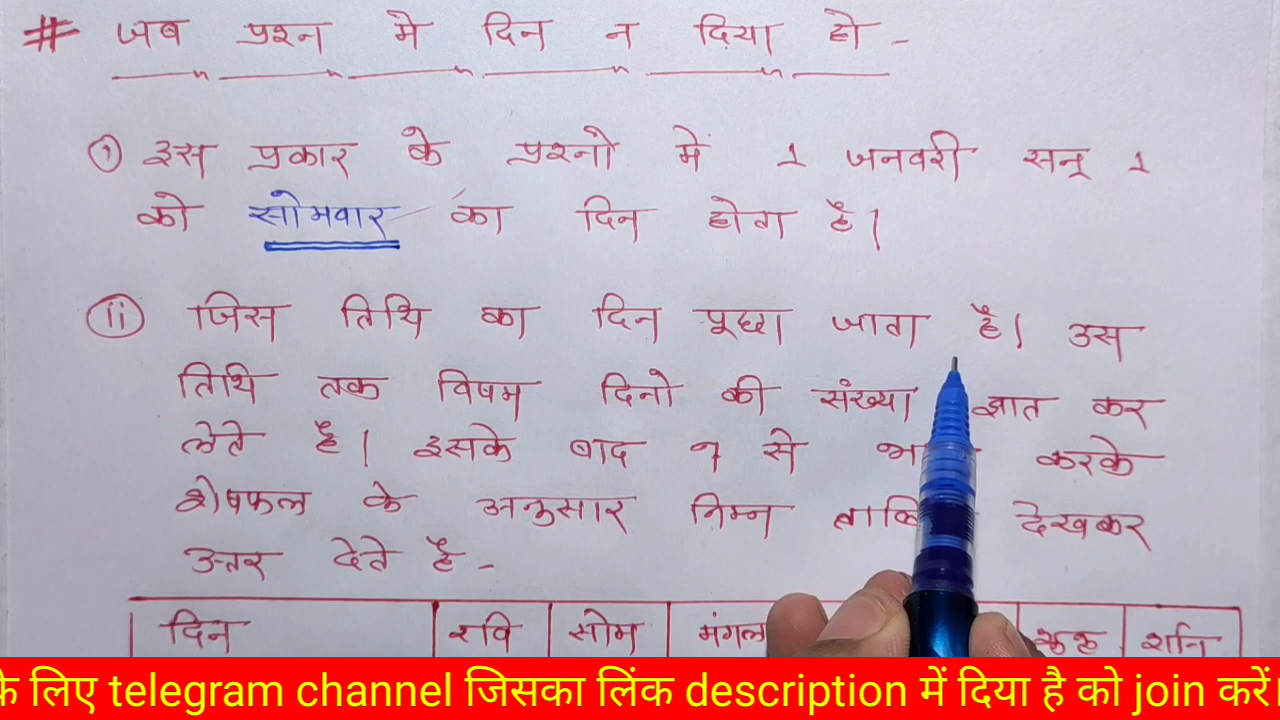 # जब प्रश्न मे दिन न दिया हो -
① इस प्रकार के प्रश्नो में 1 जनवरी सन् 1
को सोमवार का दिन होता है।
ii जिस तिथि का दिन पूछा जाता है। उस
तिथि तक विषम दिनो की संख्या ज्ञात कर
लेते है। इसके बाद 7 से करके
शेषफल के अनुसार निम्न देखकर
उत्तर देते है -
दिन रवि सोम मंगल शुक्र शनि
के लिए telegram channel जिसका लिंक description में दिया है को join करें।